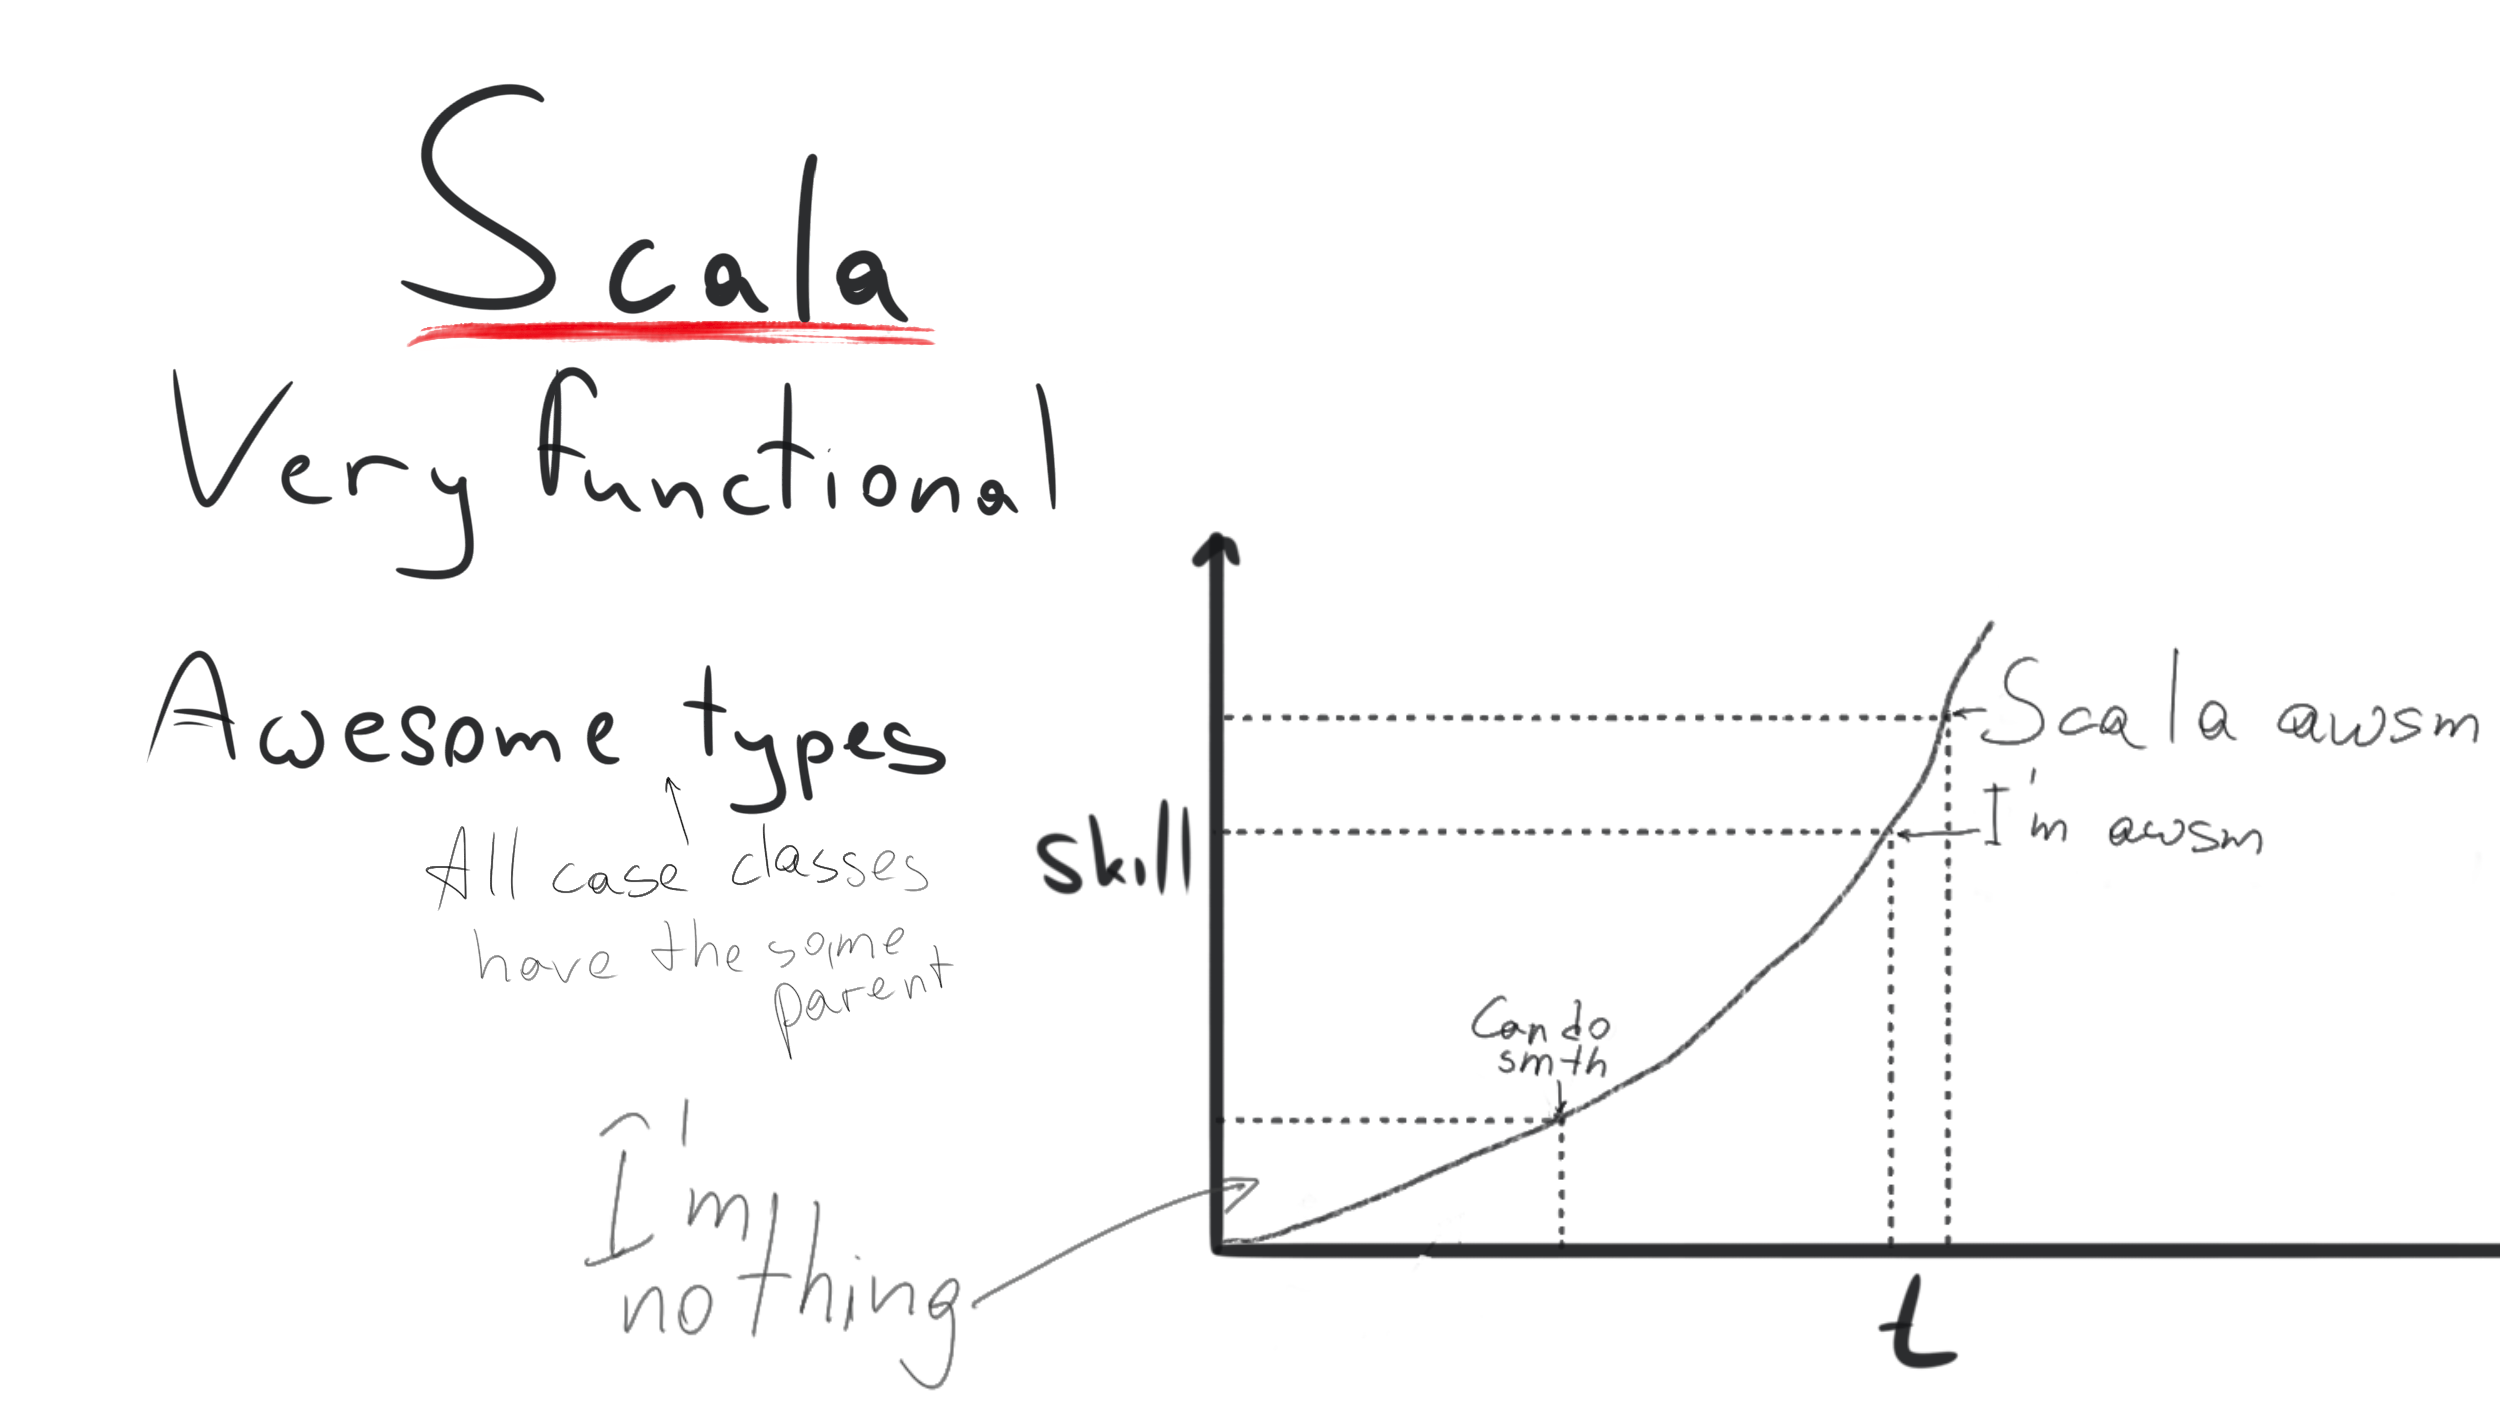 Scala
Very functional
Awesome types
All case classes
have the same
parent
I'm
nothing
skill
Scala awsm
I'm awsm
Can do
smth
t